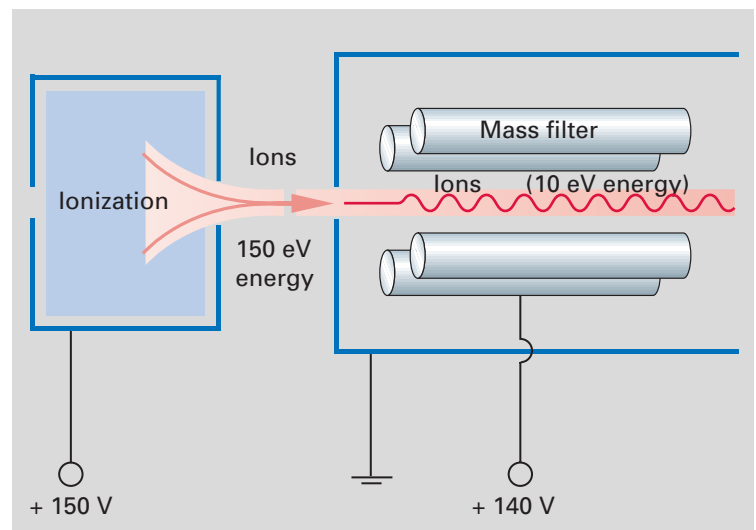 Mass filter
Ions
Ions (10 eV energy)
Ionization
150 eV
energy
+ 150 V
+ 140 V